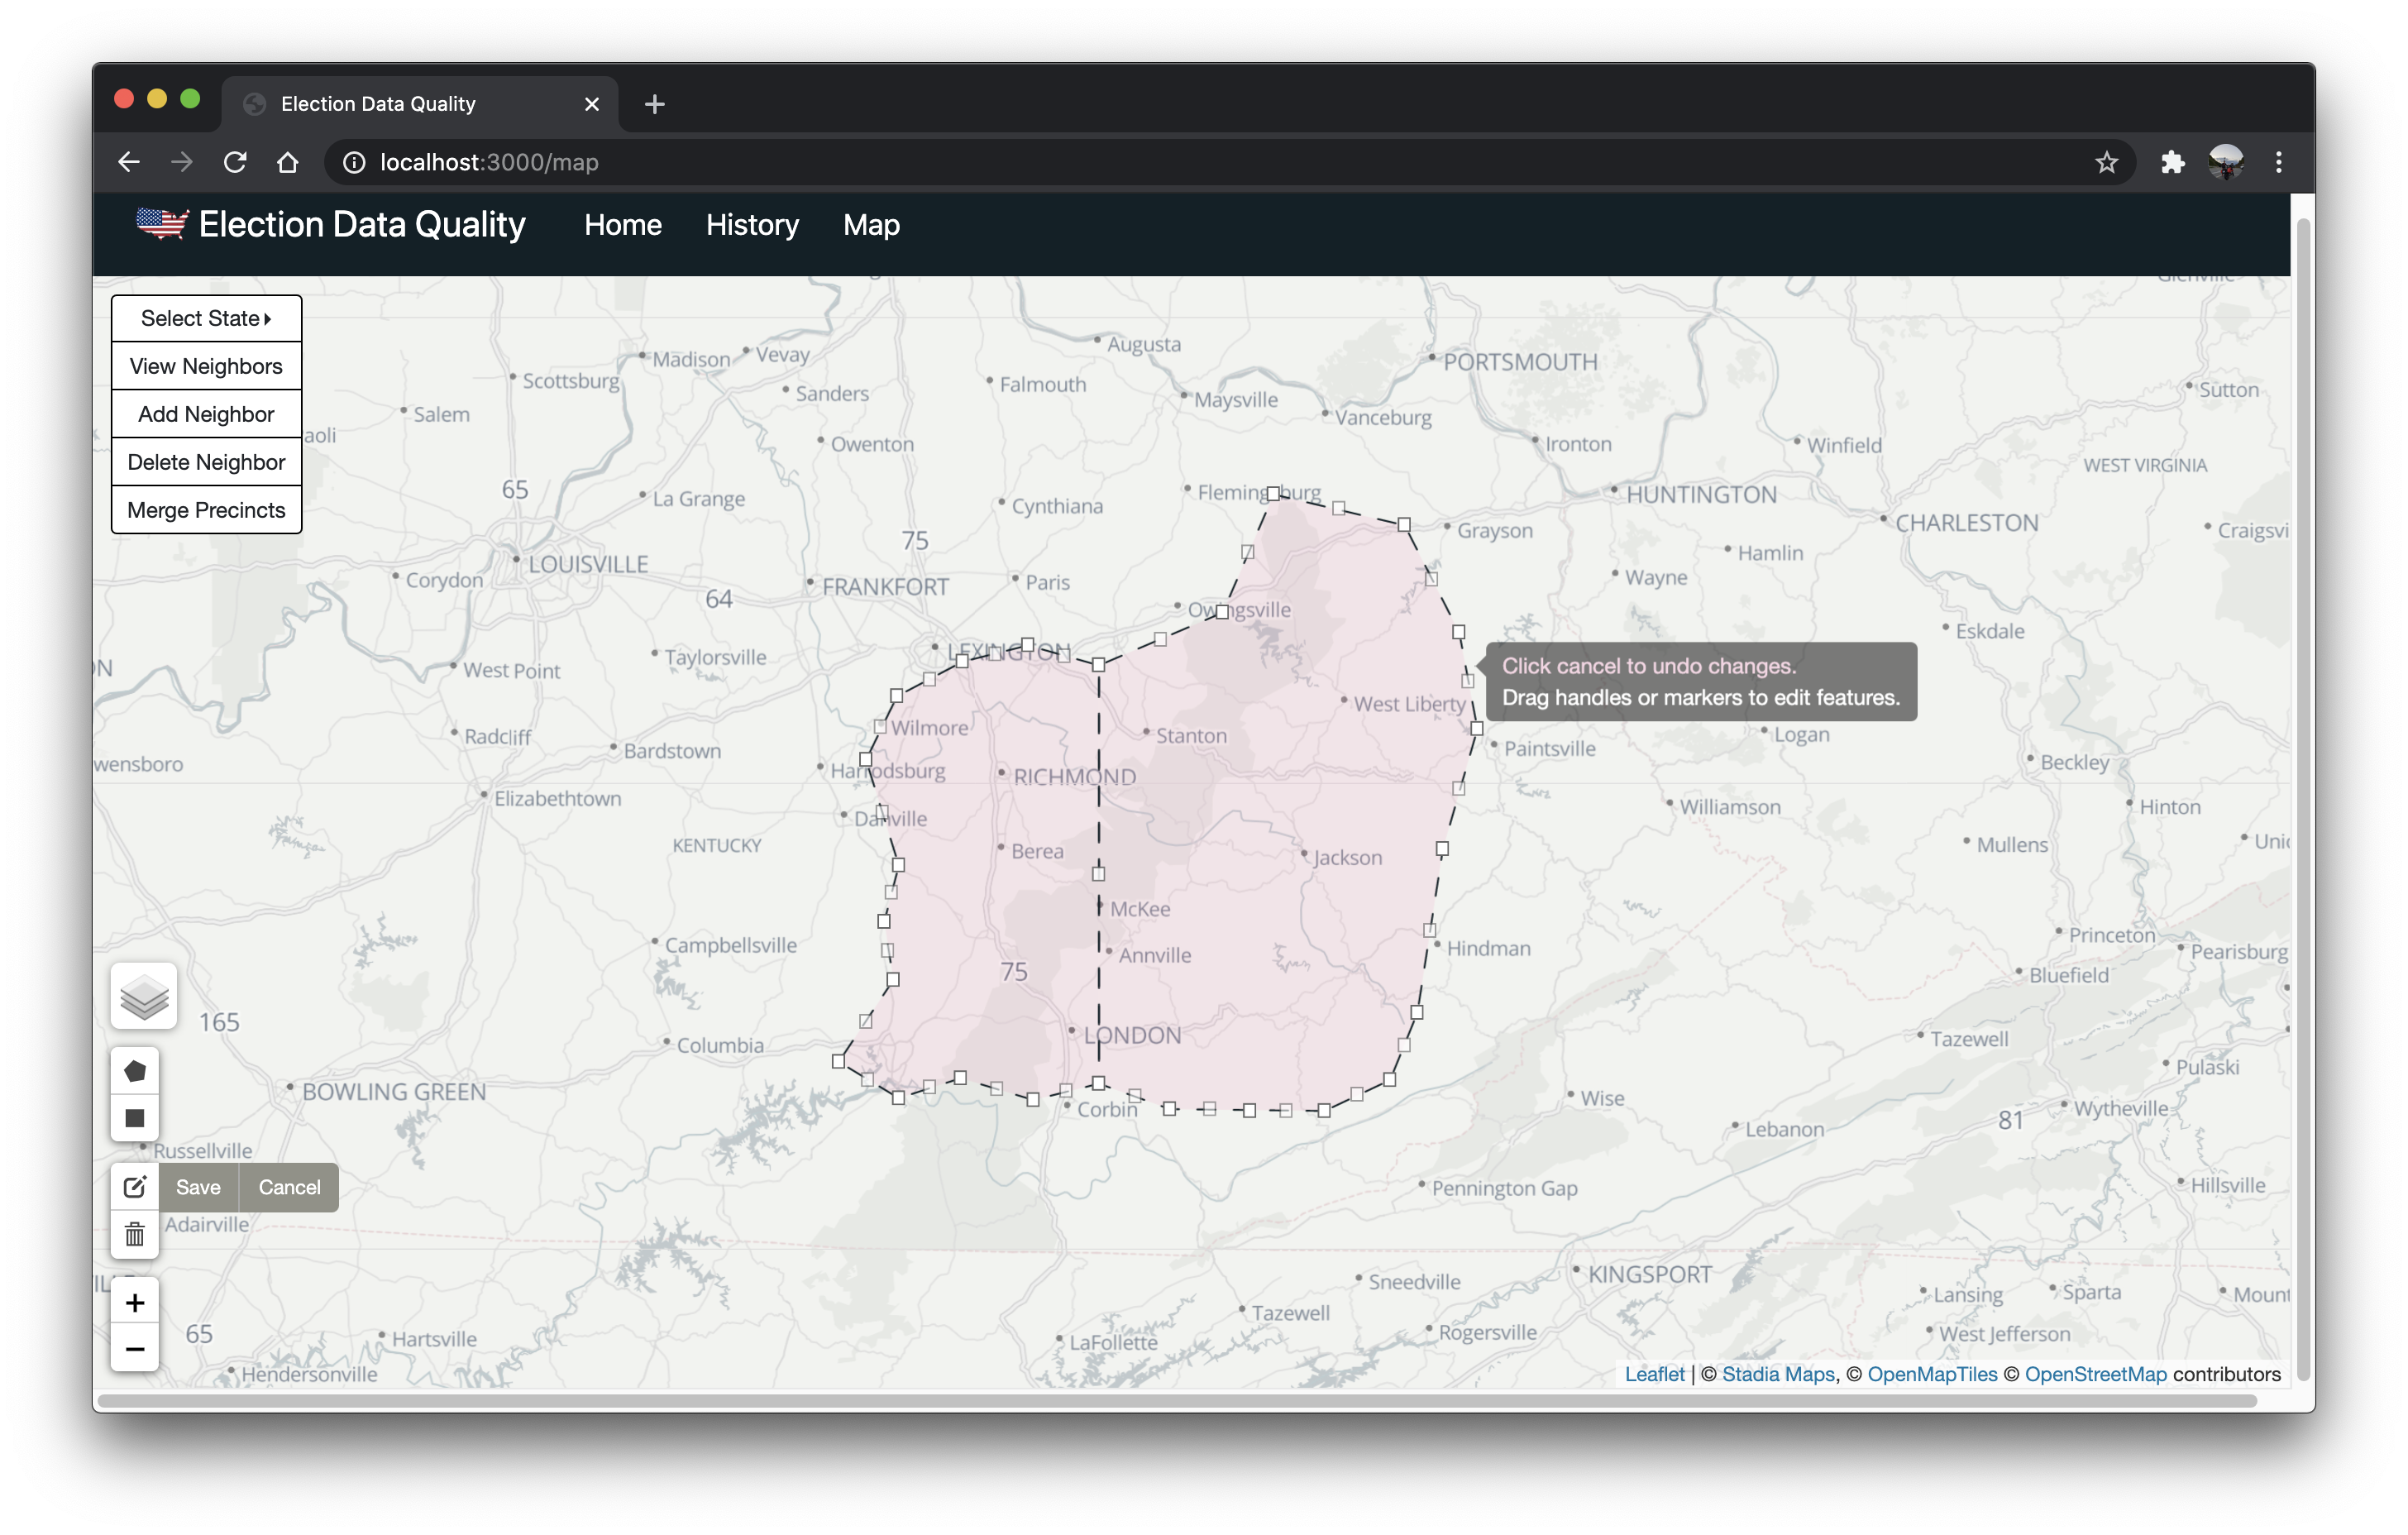 Election Data Quality
localhost:3000/map
Election Data Quality Home History Map
Select State
View Neighbors
Add Neighbor
Delete Neighbor
Merge Precincts
Augusta
Madison
Vevay
PORTSMOUTH
Scottsburg
Sanders
Falmouth
Sutton
Salem
Maysville
Vanceburg
aoli
Owenton
Ironton
Winfield
WEST VIRGINIA
65
La Grange
Cynthiana
Flemingsburg
HUNTINGTON
CHARLESTON
Grayson
Craigsvi
75
Hamlin
LOUISVILLE
Corydon
FRANKFORT
Paris
Wayne
64
Owingsville
Eskdale
LEXINGTON
Taylorsville
ON
West Point
Click cancel to undo changes.
Drag handles or markers to edit features.
West Liberty
Wilmore
Radcliff
Stanton
Logan
Bardstown
Paintsville
wensboro
Harrodsburg
RICHMOND
Beckley
Elizabethtown
Williamson
Hinton
Danville
KENTUCKY
Berea
Jackson
Mullens
Unio
McKee
Campbellsville
Annville
Hindman
Princeton
Pearisburg
75
Bluefield
165
LONDON
Columbia
Tazewell
Pulaski
BOWLING GREEN
Corbin
Wise
81
Wytheville
Lebanon
Russellville
Save Cancel
Pennington Gap
Hillsville
Adairville
KINGSPORT
Sneedville
Lansing
Sparta
Mount
Tazewell
65
Hartsville
LaFollette
Rogersville
West Jefferson
Hendersonville
Leaflet | © Stadia Maps, © OpenMapTiles © OpenStreetMap contributors